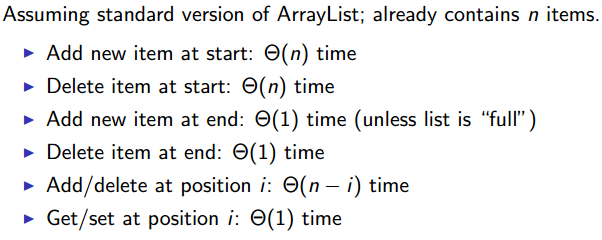 Assuming standard version of ArrayList; already contains n items.
▶ Add new item at start: Θ(n) time
▶ Delete item at start: Θ(n) time
▶ Add new item at end: Θ(1) time (unless list is “full”)
▶ Delete item at end: Θ(1) time
▶ Add/delete at position i: Θ(n − i) time
▶ Get/set at position i: Θ(1) time